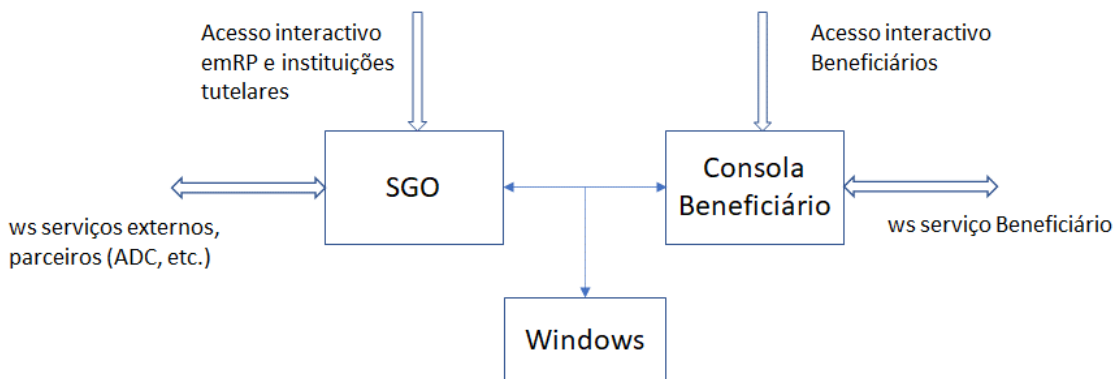 Acesso interactivo
emRP e instituições
tutelares
Acesso interactivo
Beneficiários
SGO
Consola
Beneficiário
ws serviços externos,
parceiros (ADC, etc.)
ws serviço Beneficiário
Windows